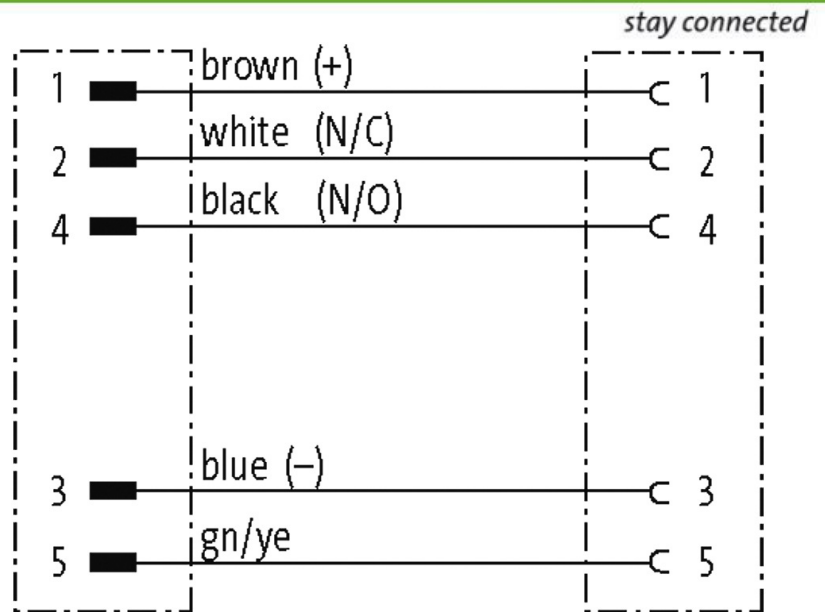 stay connected
1 brown (+) 1
2 white (N/C) 2
4 black (N/O) 4
3 blue (–) 3
5 gn/ye 5